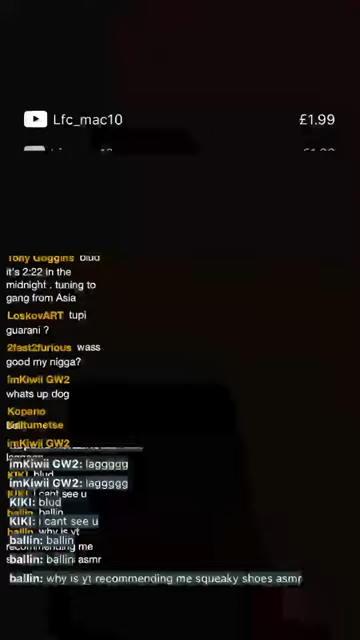 Lfc_mac10 £1.99
Tony Goggins blud
it's 2:22 in the
midnight . tuning to
gang from Asia
LoskovART tupi
guarani ?
2fast2furious wass
good my nigga?
imKiwii GW2
whats up dog
Kopano
imKiwii GW2
imKiwii GW2: laggggg
imKiwii GW2: laggggg
KIKI: blud
KIKI: i cant see u
ballin: ballin
ballin: ballin asmr
ballin: why is yt recommending me squeaky shoes asmr